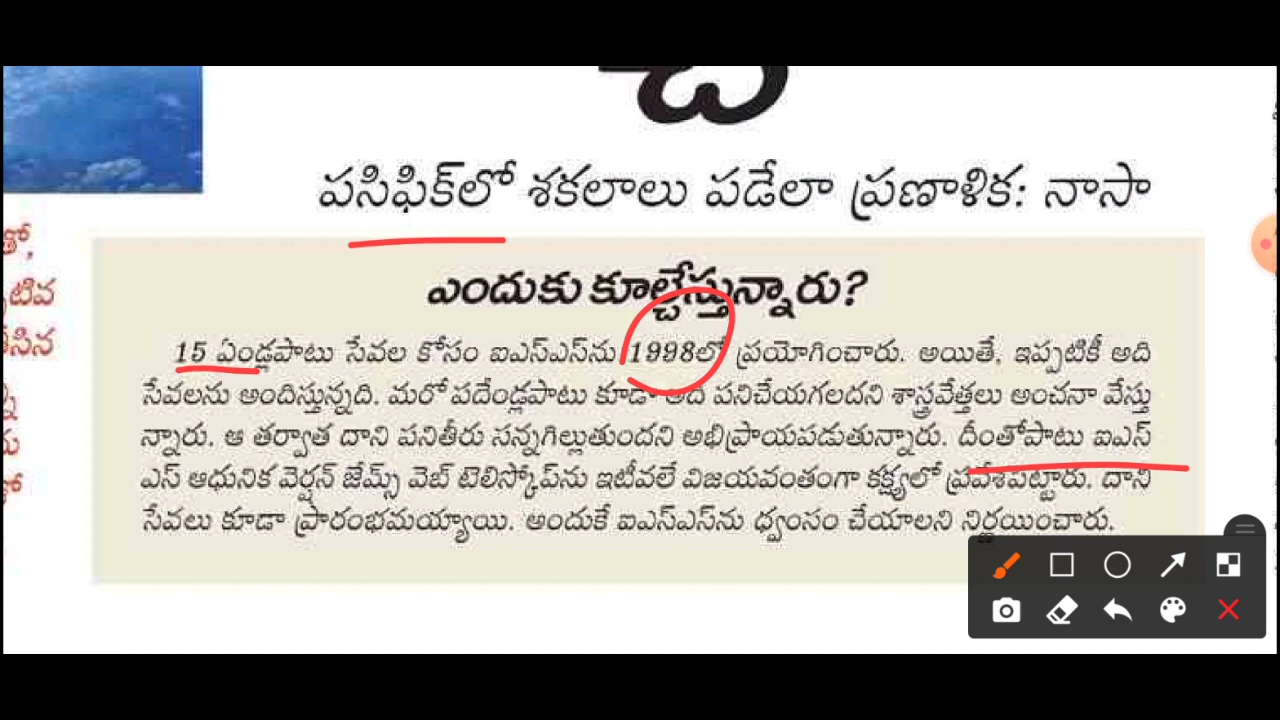 పసిఫిక్‌లో శకలాలు పడేలా ప్రణాళిక: నాసా
తో,
ఎందుకు కూల్చేస్తున్నారు?
15 ఏండ్లపాటు సేవల కోసం ఐఎస్ఎస్‌ను 1998లో ప్రయోగించారు. అయితే, ఇప్పటికీ అది
సేవలను అందిస్తున్నది. మరో పదేండ్లపాటు కూడా అది పనిచేయగలదని శాస్త్రవేత్తలు అంచనా వేస్తు
న్నారు. ఆ తర్వాత దాని పనితీరు సన్నగిల్లుతుందని అభిప్రాయపడుతున్నారు. దీంతోపాటు ఐఎస్
ఎస్ ఆధునిక వెర్షన్ జేమ్స్ వెబ్ టెలిస్కోప్‌ను ఇటీవలే విజయవంతంగా కక్ష్యలో ప్రవేశపెట్టారు. దాని
సేవలు కూడా ప్రారంభమయ్యాయి. అందుకే ఐఎస్ఎస్‌ను ధ్వంసం చేయాలని నిర్ణయించారు.